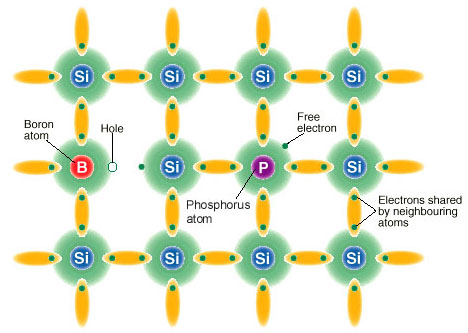 Si Si Si Si
Boron
atom
Hole
Free
electron
B Si P Si
Phosphorus
atom
Electrons shared
by neighbouring
atoms
Si Si Si Si